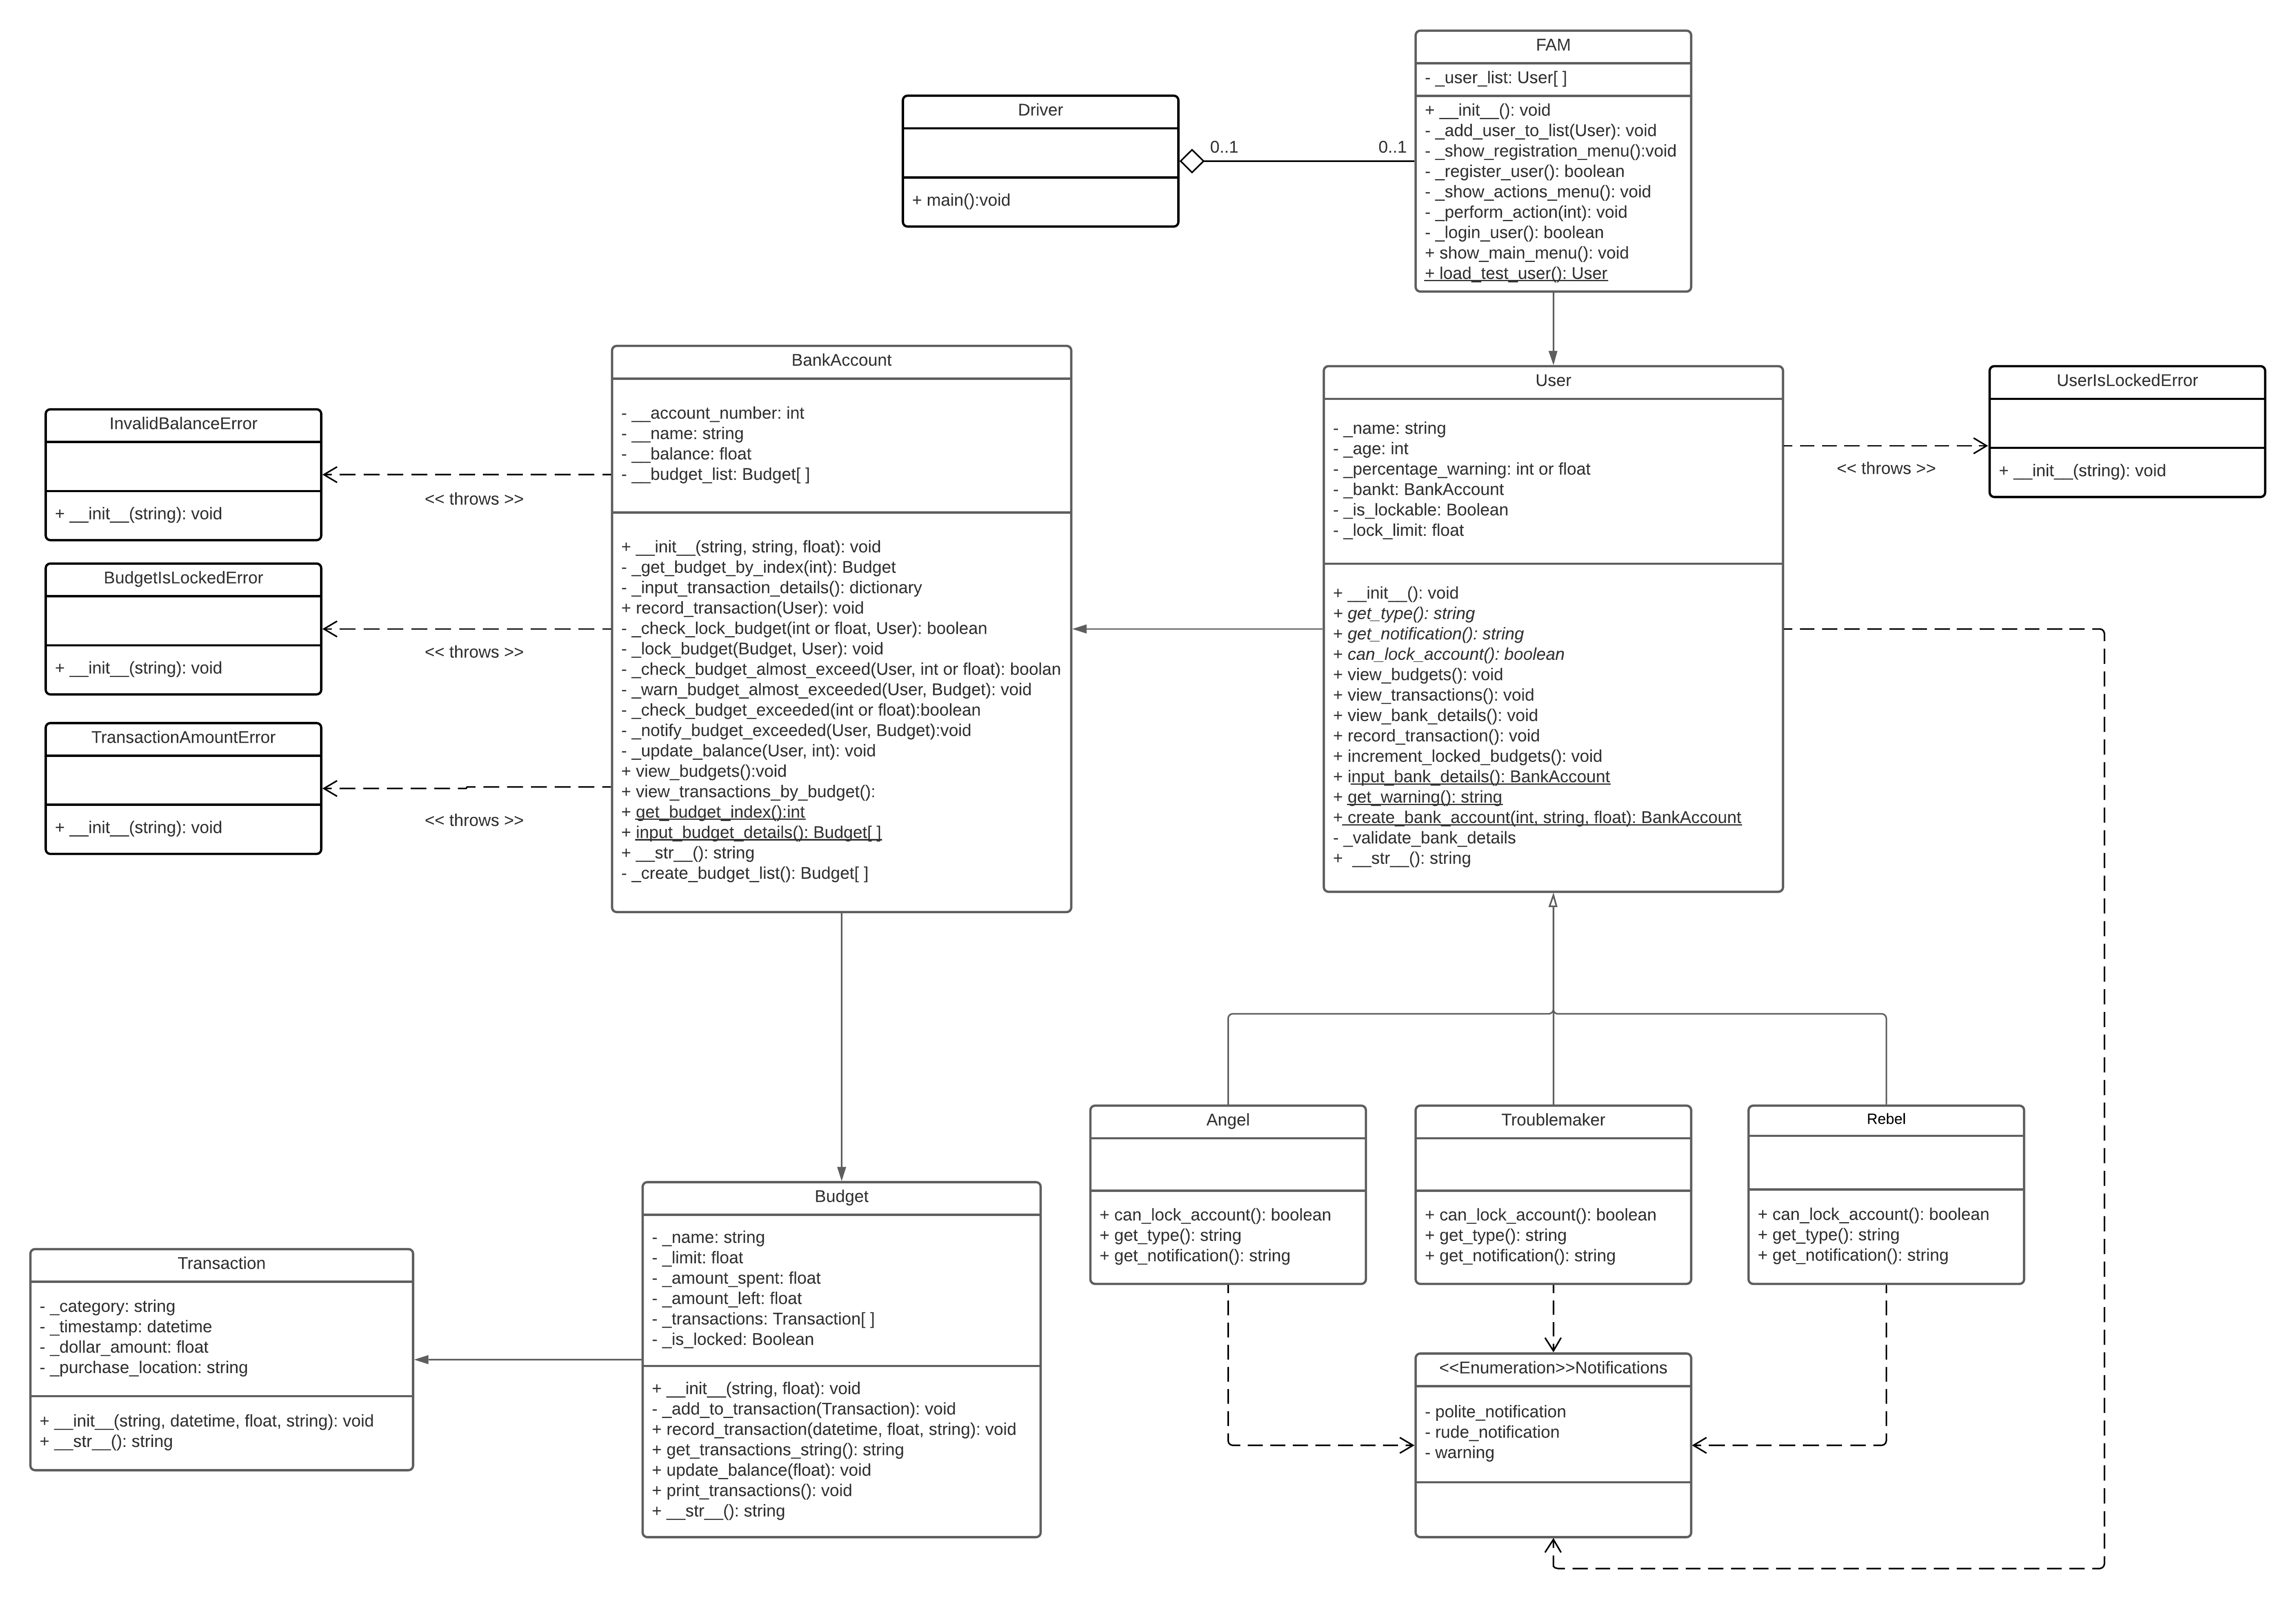 FAM
- _user_list: User[ ]
+ __init__(): void
- _add_user_to_list(User): void
- _show_registration_menu():void
- _register_user(): boolean
- _show_actions_menu(): void
- _perform_action(int): void
- _login_user(): boolean
+ show_main_menu(): void
+ load_test_user(): User
Driver
+ main():void
0..1
0..1
BankAccount
- __account_number: int
- __name: string
- __balance: float
- __budget_list: Budget[ ]
+ __init__(string, string, float): void
- _get_budget_by_index(int): Budget
- _input_transaction_details(): dictionary
+ record_transaction(User): void
- _check_lock_budget(int or float, User): boolean
- _lock_budget(Budget, User): void
- _check_budget_almost_exceed(User, int or float): boolan
- _warn_budget_almost_exceeded(User, Budget): void
- _check_budget_exceeded(int or float):boolean
- _notify_budget_exceeded(User, Budget):void
- _update_balance(User, int): void
+ view_budgets():void
+ view_transactions_by_budget():
+ get_budget_index():int
+ input_budget_details(): Budget[ ]
+ __str__(): string
- _create_budget_list(): Budget[ ]
User
- _name: string
- _age: int
- _percentage_warning: int or float
- _bankt: BankAccount
- _is_lockable: Boolean
- _lock_limit: float
+ __init__(): void
+ get_type(): string
+ get_notification(): string
+ can_lock_account(): boolean
+ view_budgets(): void
+ view_transactions(): void
+ view_bank_details(): void
+ record_transaction(): void
+ increment_locked_budgets(): void
+ input_bank_details(): BankAccount
+ get_warning(): string
+ create_bank_account(int, string, float): BankAccount
- _validate_bank_details
+ __str__(): string
UserIsLockedError
+ __init__(string): void
<< throws >>
InvalidBalanceError
+ __init__(string): void
<< throws >>
BudgetIsLockedError
+ __init__(string): void
<< throws >>
TransactionAmountError
+ __init__(string): void
<< throws >>
Angel
+ can_lock_account(): boolean
+ get_type(): string
+ get_notification(): string
Troublemaker
+ can_lock_account(): boolean
+ get_type(): string
+ get_notification(): string
Rebel
+ can_lock_account(): boolean
+ get_type(): string
+ get_notification(): string
Budget
- _name: string
- _limit: float
- _amount_spent: float
- _amount_left: float
- _transactions: Transaction[ ]
- _is_locked: Boolean
+ __init__(string, float): void
- _add_to_transaction(Transaction): void
+ record_transaction(datetime, float, string): void
+ get_transactions_string(): string
+ update_balance(float): void
+ print_transactions(): void
+ __str__(): string
Transaction
- _category: string
- _timestamp: datetime
- _dollar_amount: float
- _purchase_location: string
+ __init__(string, datetime, float, string): void
+ __str__(): string
<<Enumeration>>Notifications
- polite_notification
- rude_notification
- warning